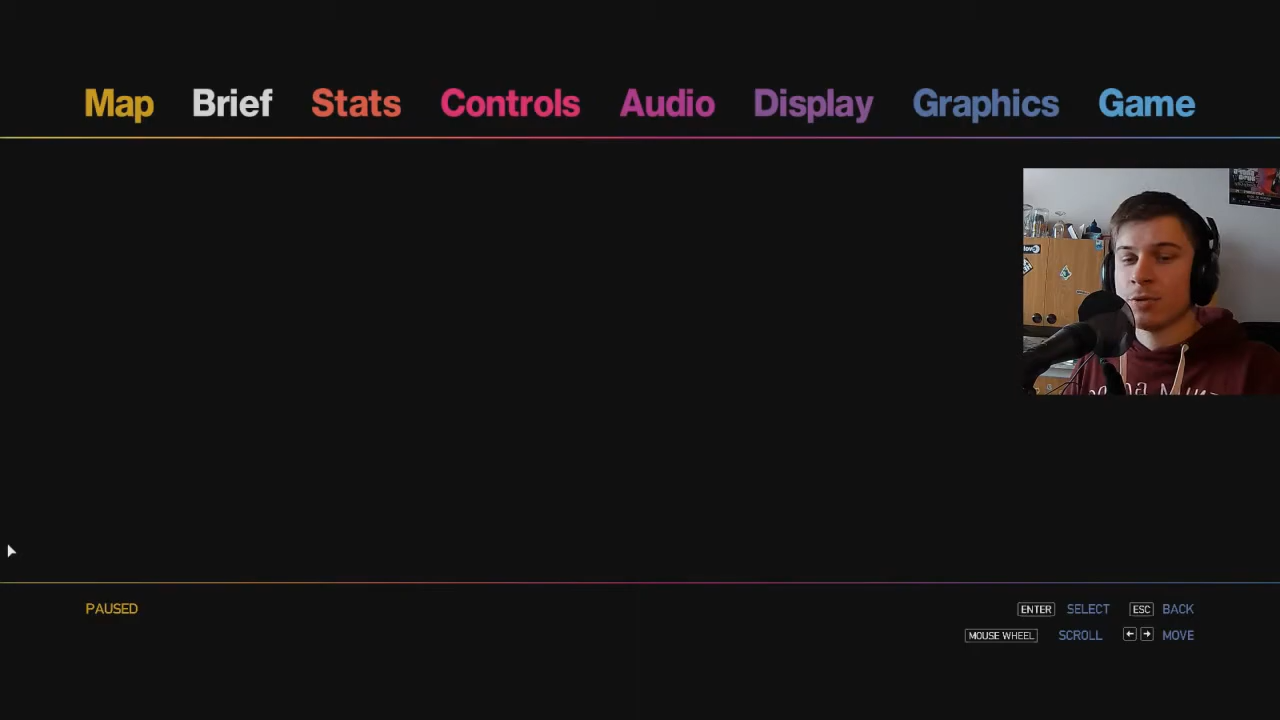 Map Brief Stats Controls Audio Display Graphics Game
PAUSED
ENTER SELECT ESC BACK
MOUSE WHEEL SCROLL ← → MOVE